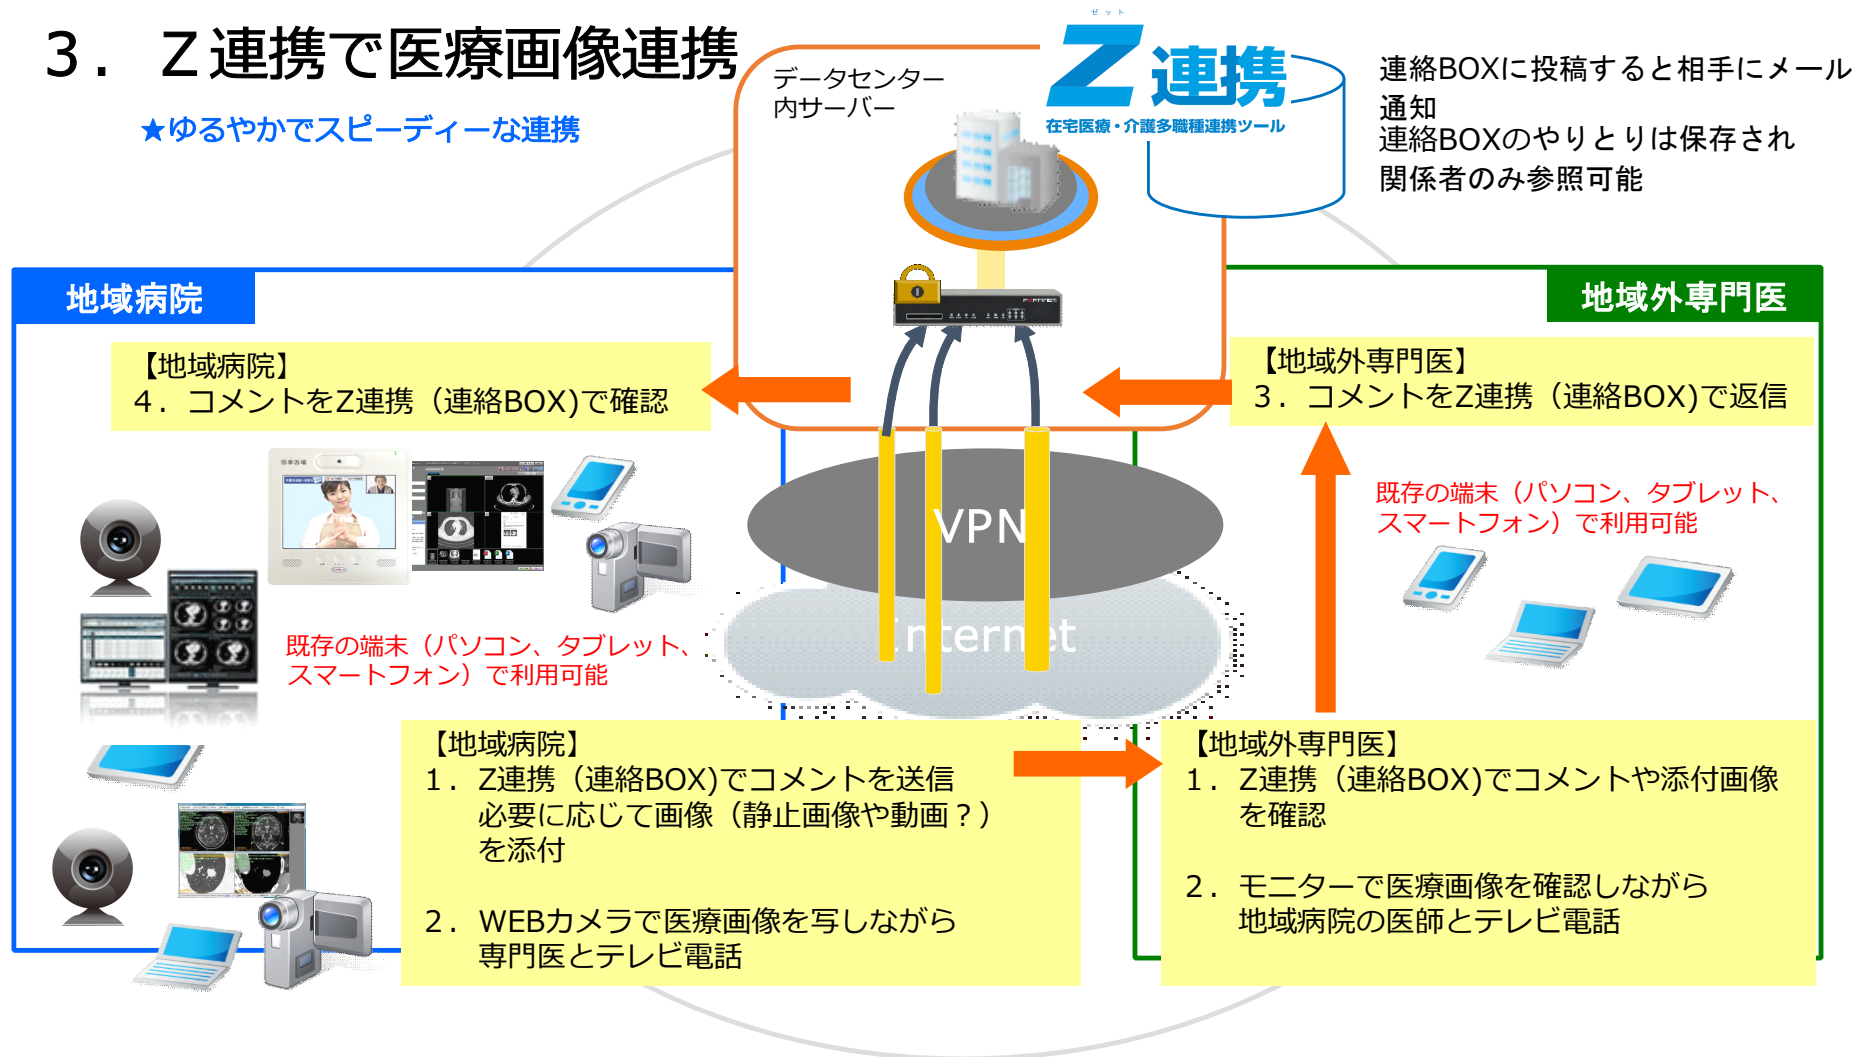 ３． Ｚ連携で医療画像連携
★ゆるやかでスピーディーな連携
データセンター
内サーバー
ゼット
Z連携
在宅医療・介護多職種連携ツール
連絡BOXに投稿すると相手にメール
通知
連絡BOXのやりとりは保存され
関係者のみ参照可能
地域病院
地域外専門医
【地域病院】
４．コメントをZ連携（連絡BOX)で確認
【地域外専門医】
３．コメントをZ連携（連絡BOX)で返信
既存の端末（パソコン、タブレット、
スマートフォン）で利用可能
VPN
Internet
既存の端末（パソコン、タブレット、
スマートフォン）で利用可能
【地域病院】
１．Z連携（連絡BOX)でコメントを送信
必要に応じて画像（静止画像や動画？）
を添付
２．WEBカメラで医療画像を写しながら
専門医とテレビ電話
【地域外専門医】
１．Z連携（連絡BOX)でコメントや添付画像
を確認
２．モニターで医療画像を確認しながら
地域病院の医師とテレビ電話